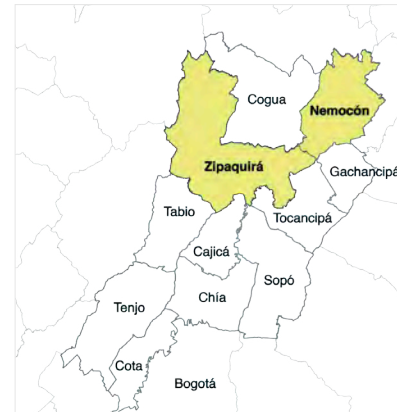 Cogua
Nemocón
Zipaquirá
Gachancipá
Tabio
Tocancipá
Cajicá
Sopó
Chía
Tenjo
Cota
Bogotá